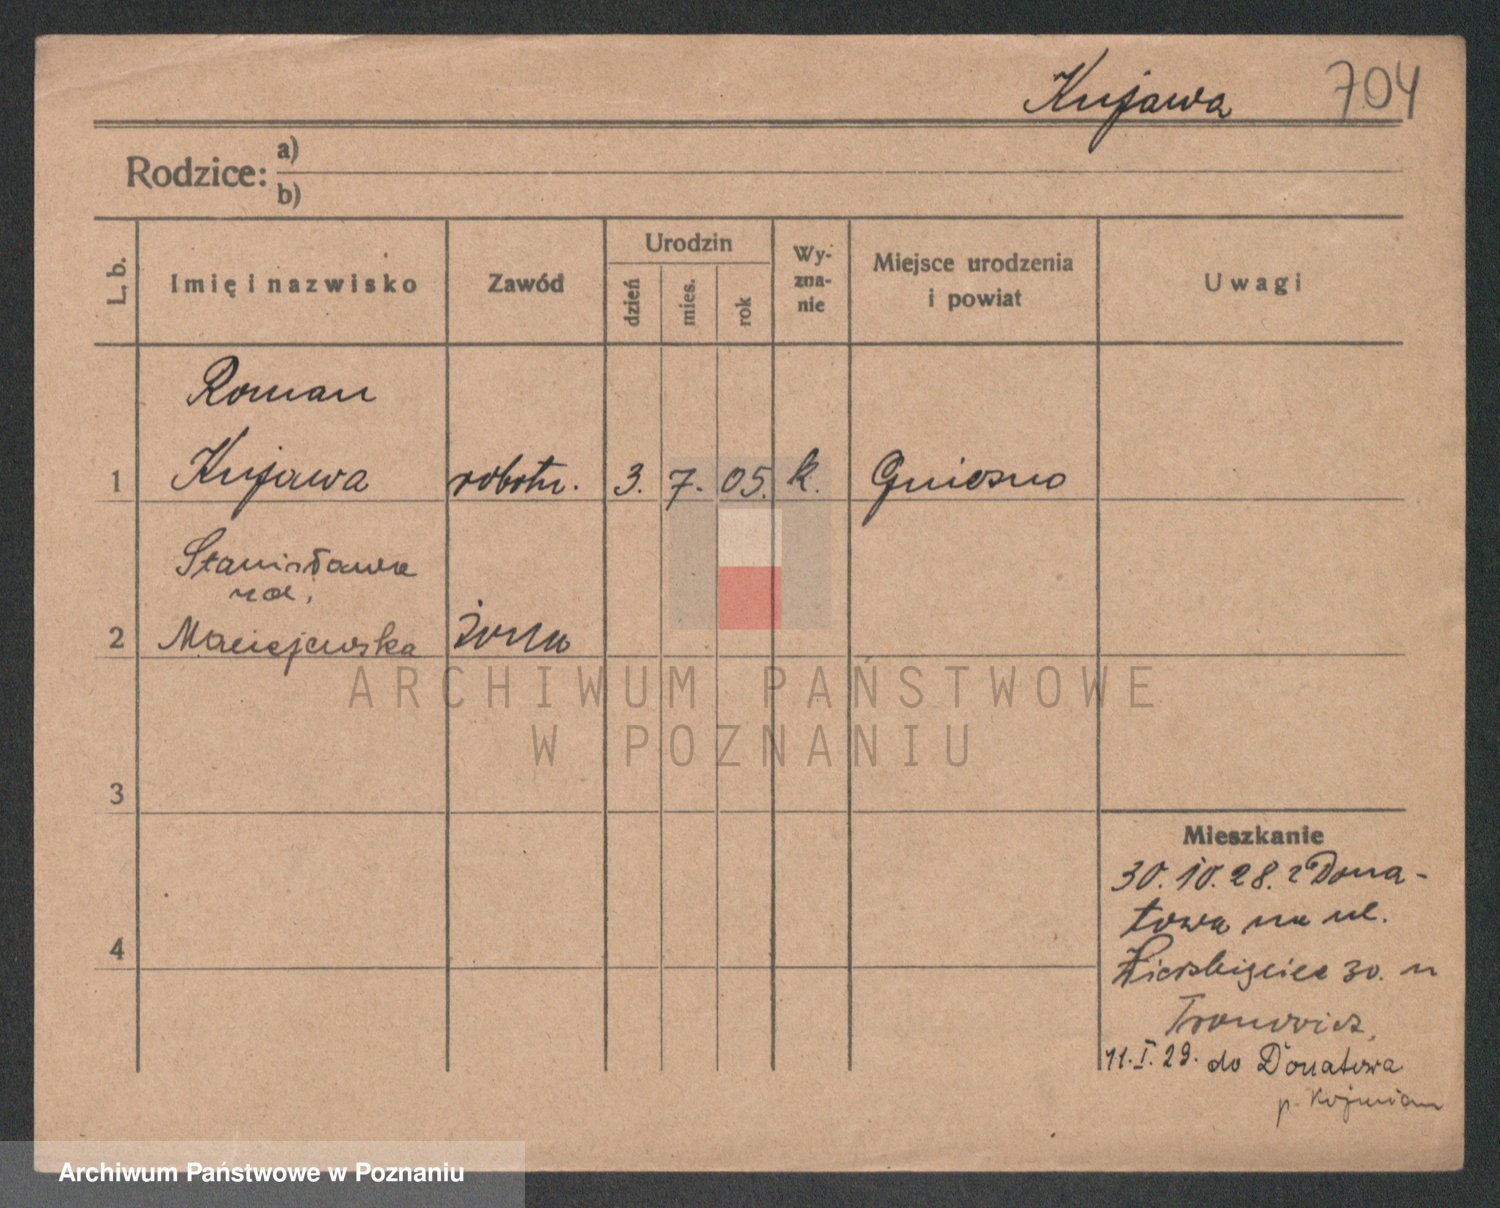 Kujawa 704
Rodzice: a)
b)
L. b.
Imię i nazwisko
Zawód
Urodzin
dzień
mies.
rok
Wy-
zna-
nie
Miejsce urodzenia
i powiat
Uwagi
Roman
1 Kujawa robotn. 3. 7. 05. k. Gniezno
Stanisława
2 Maciejewska żona
ARCHIWUM PAŃSTWOWE
W POZNANIU
3
Mieszkanie
30.10.28. z Dona-
towa na ul.
4
30.
11.I.29. do Donatowa
p.
Archiwum Państwowe w Poznaniu